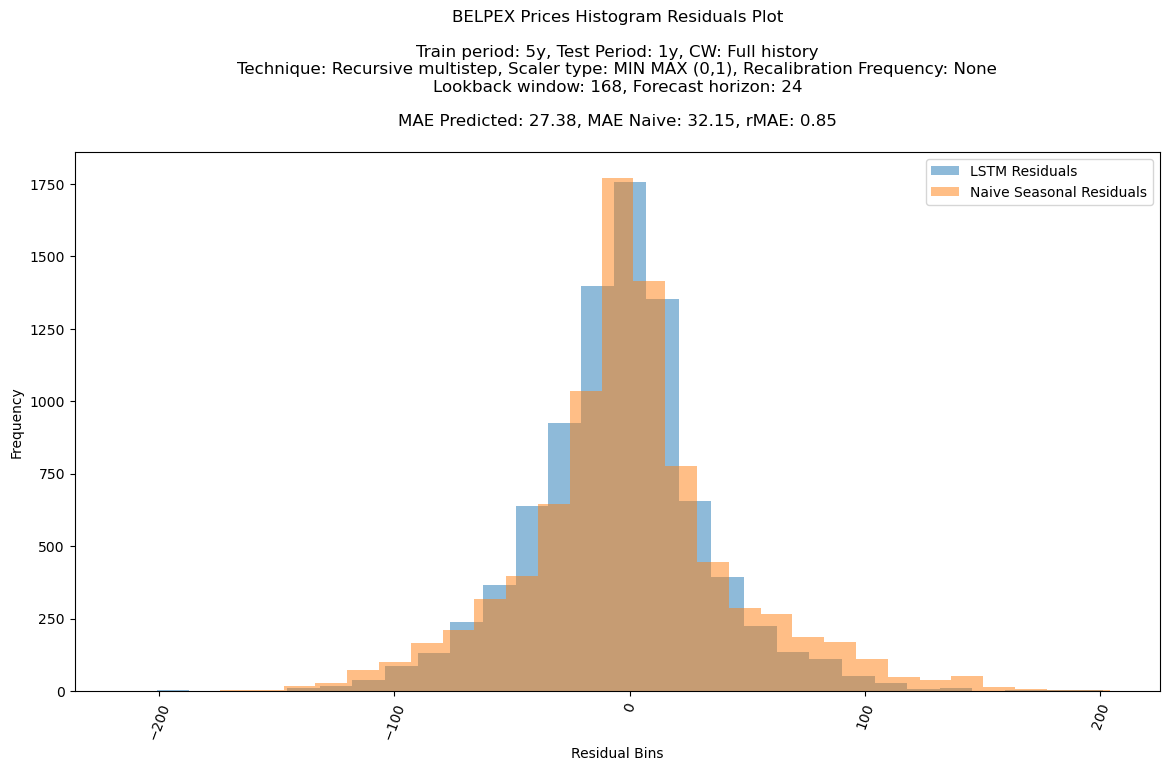 BELPEX Prices Histogram Residuals Plot
Train period: 5y, Test Period: 1y, CW: Full history
Technique: Recursive multistep, Scaler type: MIN MAX (0,1), Recalibration Frequency: None
Lookback window: 168, Forecast horizon: 24
MAE Predicted: 27.38, MAE Naive: 32.15, rMAE: 0.85
LSTM Residuals
Naive Seasonal Residuals
1750
1500
1250
1000
750
500
250
0
Frequency
−200
−100
0
100
200
Residual Bins